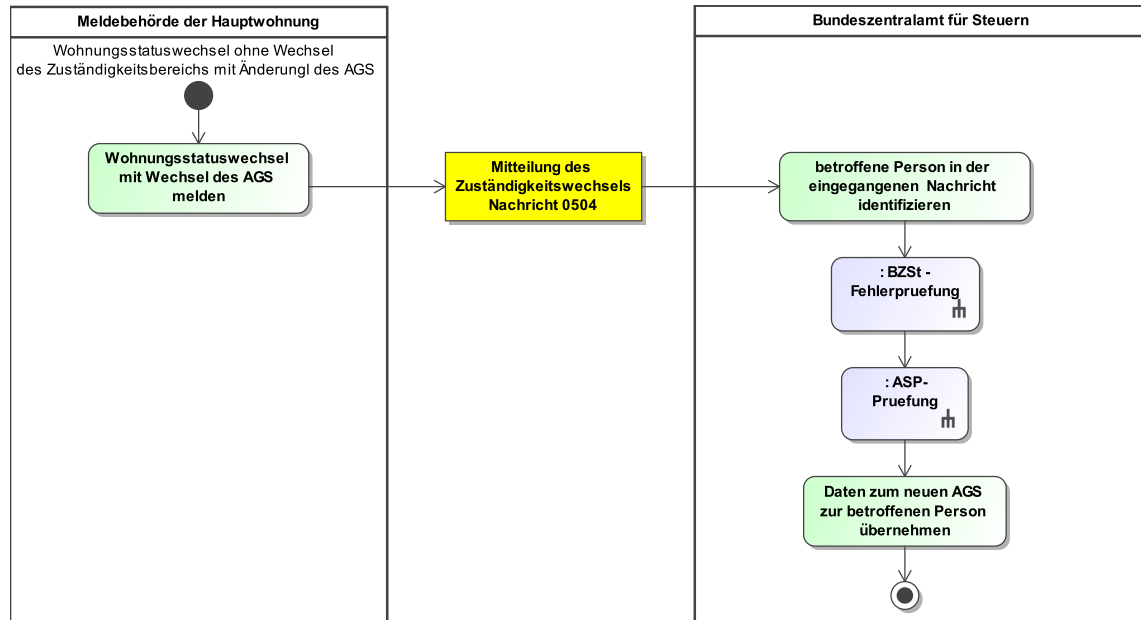 Meldebehörde der Hauptwohnung
Wohnungsstatuswechsel ohne Wechsel
des Zuständigkeitsbereichs mit Änderungl des AGS
Wohnungsstatuswechsel
mit Wechsel des AGS
melden
Mitteilung des
Zuständigkeitswechsels
Nachricht 0504
Bundeszentralamt für Steuern
betroffene Person in der
eingegangenen Nachricht
identifizieren
: BZSt -
Fehlerpruefung
: ASP-
Pruefung
Daten zum neuen AGS
zur betroffenen Person
übernehmen